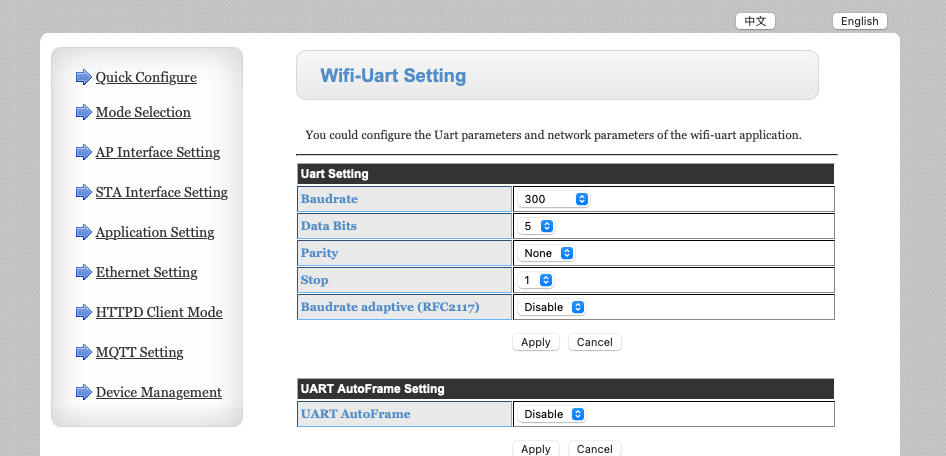 中文
English
Quick Configure
Mode Selection
AP Interface Setting
STA Interface Setting
Application Setting
Ethernet Setting
HTTPD Client Mode
MQTT Setting
Device Management
Wifi-Uart Setting
You could configure the Uart parameters and network parameters of the wifi-uart application.
Uart Setting
Baudrate 300
Data Bits 5
Parity None
Stop 1
Baudrate adaptive (RFC2117) Disable
Apply Cancel
UART AutoFrame Setting
UART AutoFrame Disable
Apply Cancel